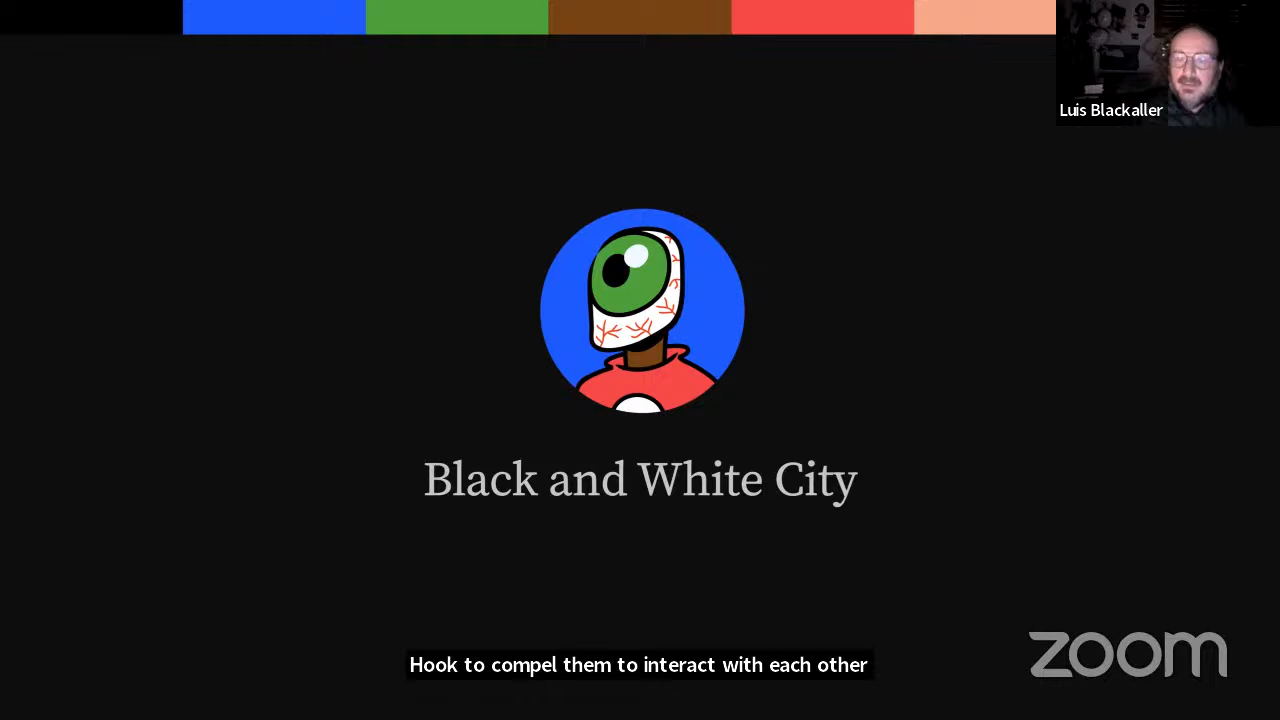 Luis Blackaller
Black and White City
Hook to compel them to interact with each other
zoom